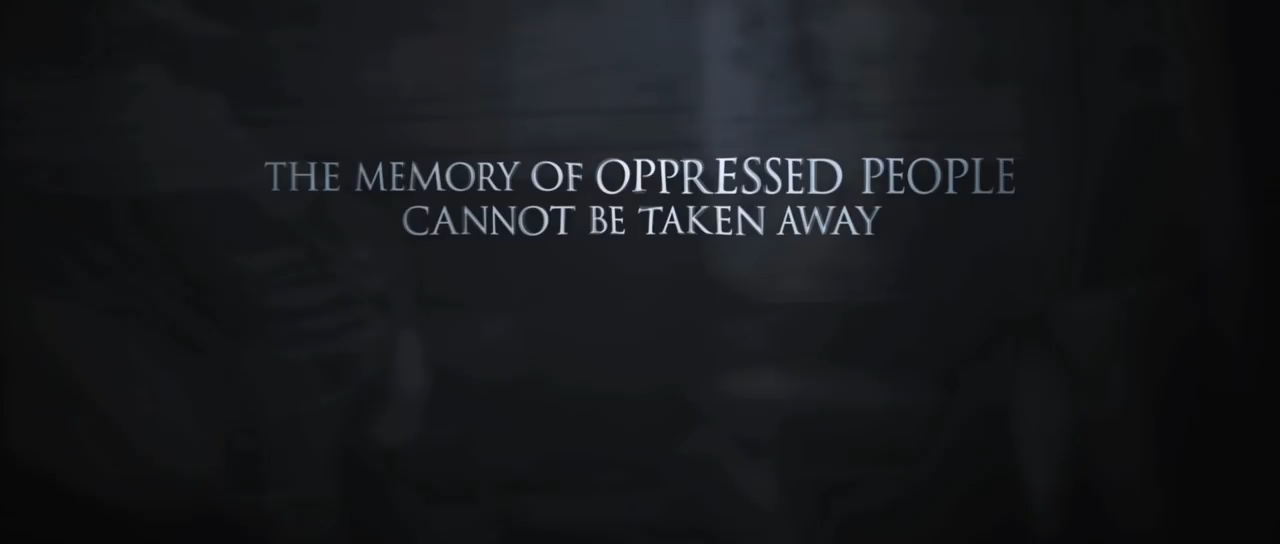 THE MEMORY OF OPPRESSED PEOPLE
CANNOT BE TAKEN AWAY